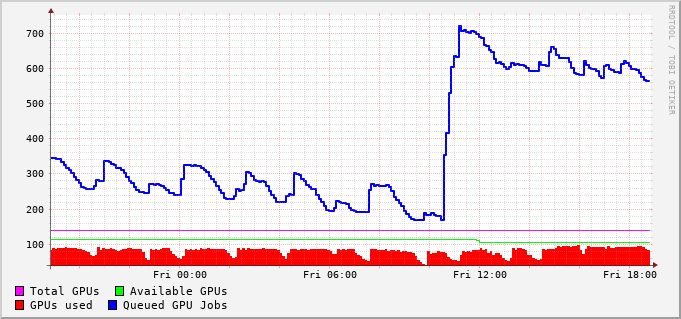 700
600
500
400
300
200
100
Fri 00:00 Fri 06:00 Fri 12:00 Fri 18:00
Total GPUs Available GPUs
GPUs used Queued GPU Jobs
RRDTOOL / TOBI OETIKER